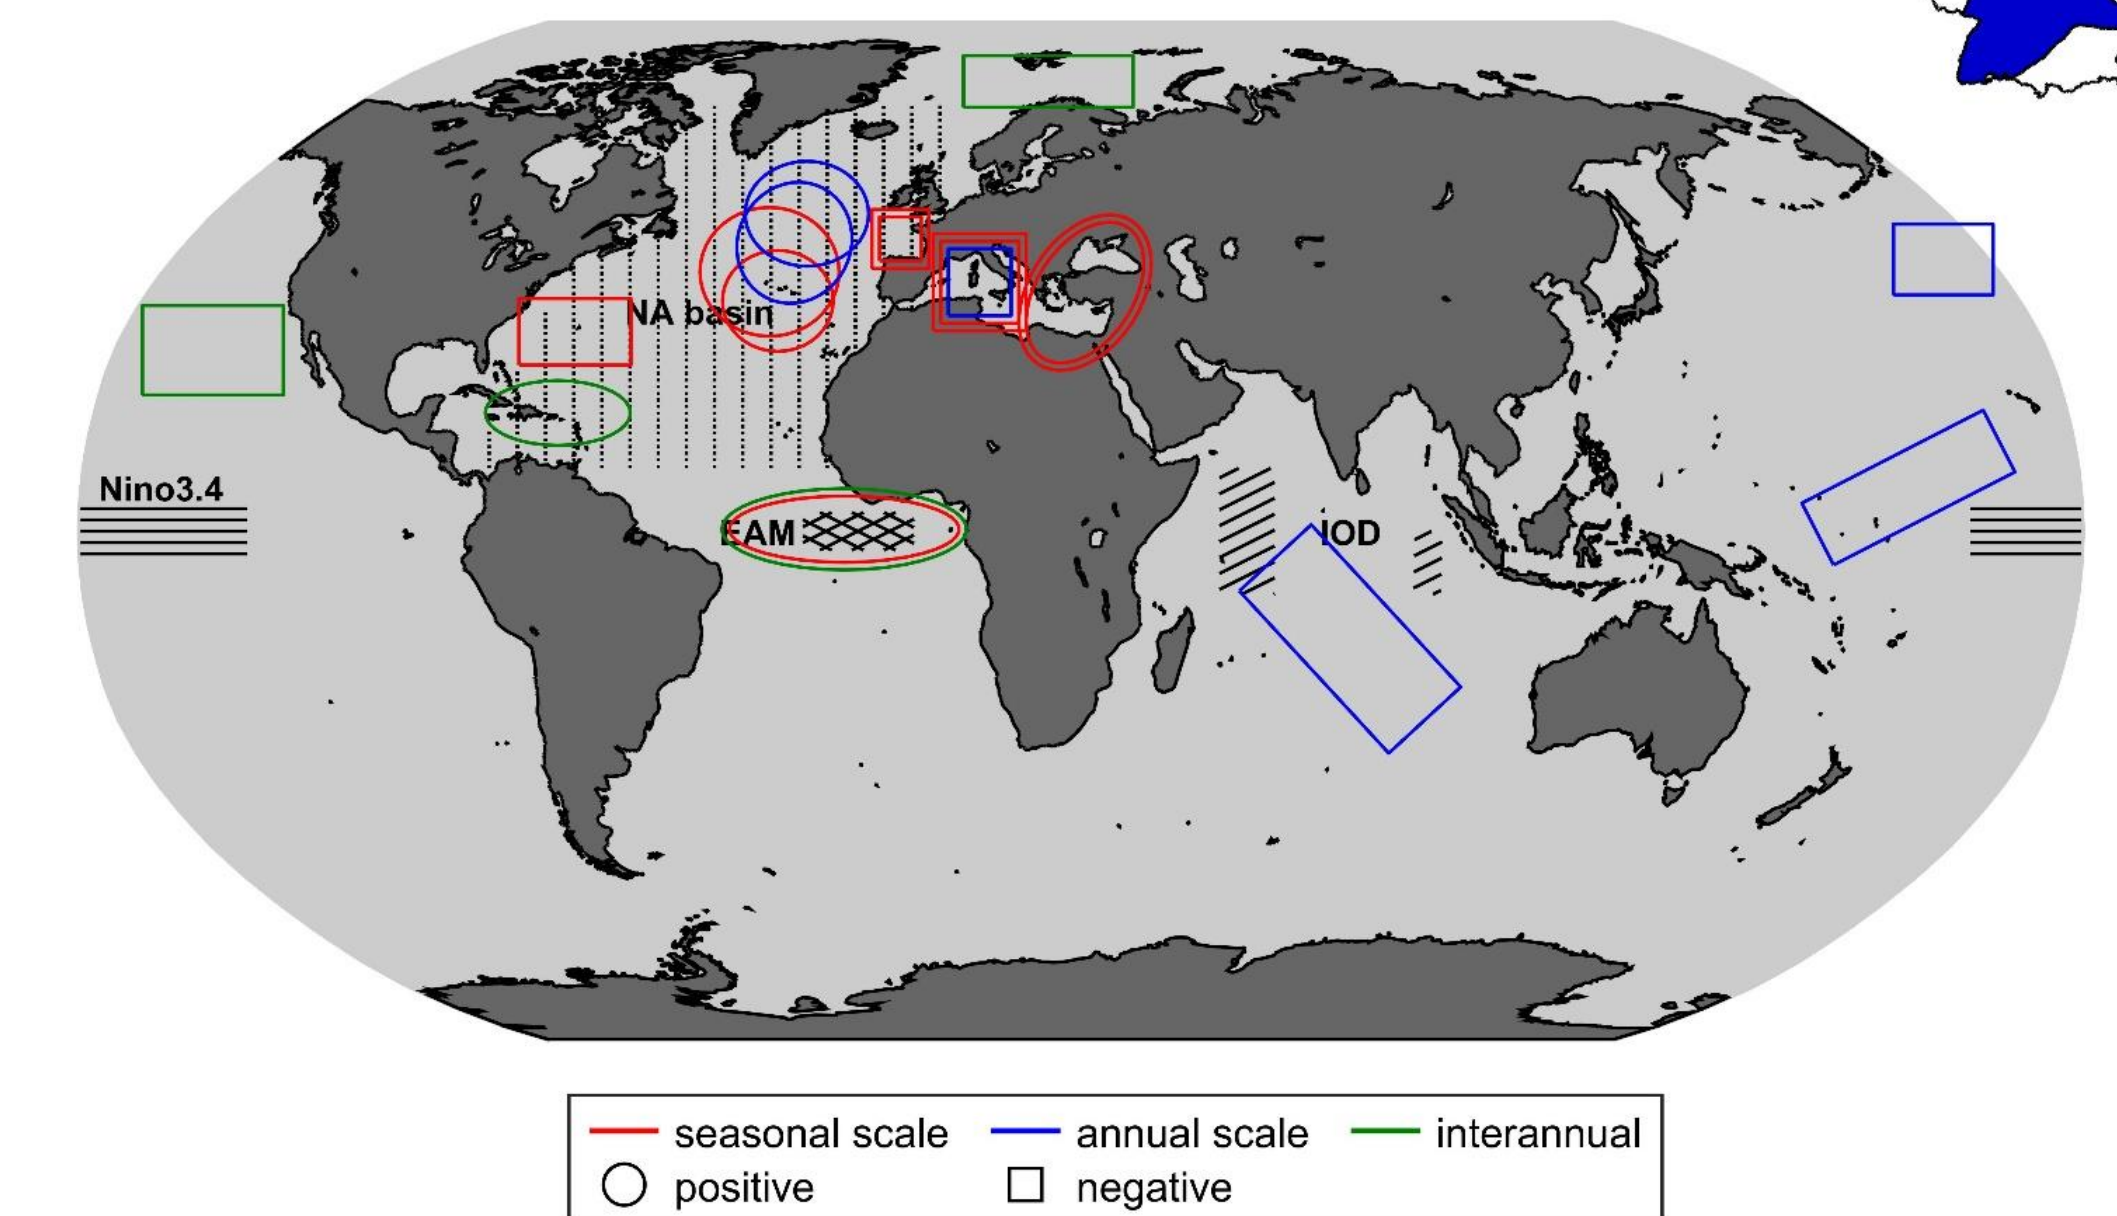 NA basin
Nino3.4
EAM
IOD
seasonal scale
annual scale
interannual
positive
negative